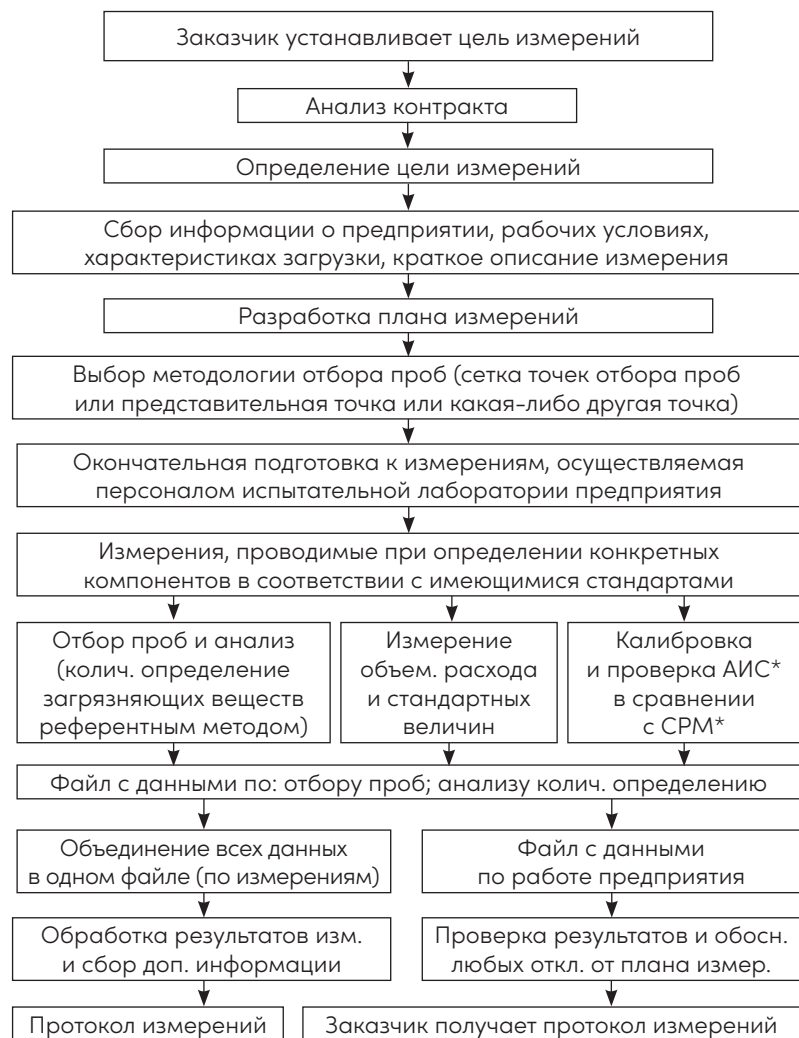 Заказчик устанавливает цель измерений
Анализ контракта
Определение цели измерений
Сбор информации о предприятии, рабочих условиях,
характеристиках загрузки, краткое описание измерения
Разработка плана измерений
Выбор методологии отбора проб (сетка точек отбора проб
или представительная точка или какая-либо другая точка)
Окончательная подготовка к измерениям, осуществляемая
персоналом испытательной лаборатории предприятия
Измерения, проводимые при определении конкретных
компонентов в соответствии с имеющимися стандартами
Отбор проб и анализ
(колич. определение
загрязняющих веществ
референтным методом)
Измерение
объем. расхода
и стандартных
величин
Калибровка
и проверка АИС*
в сравнении
с СРМ*
Файл с данными по: отбору проб; анализу колич. определению
Объединение всех данных
в одном файле (по измерениям)
Файл с данными
по работе предприятия
Обработка результатов изм.
и сбор доп. информации
Проверка результатов и обосн.
любых откл. от плана измер.
Протокол измерений
Заказчик получает протокол измерений